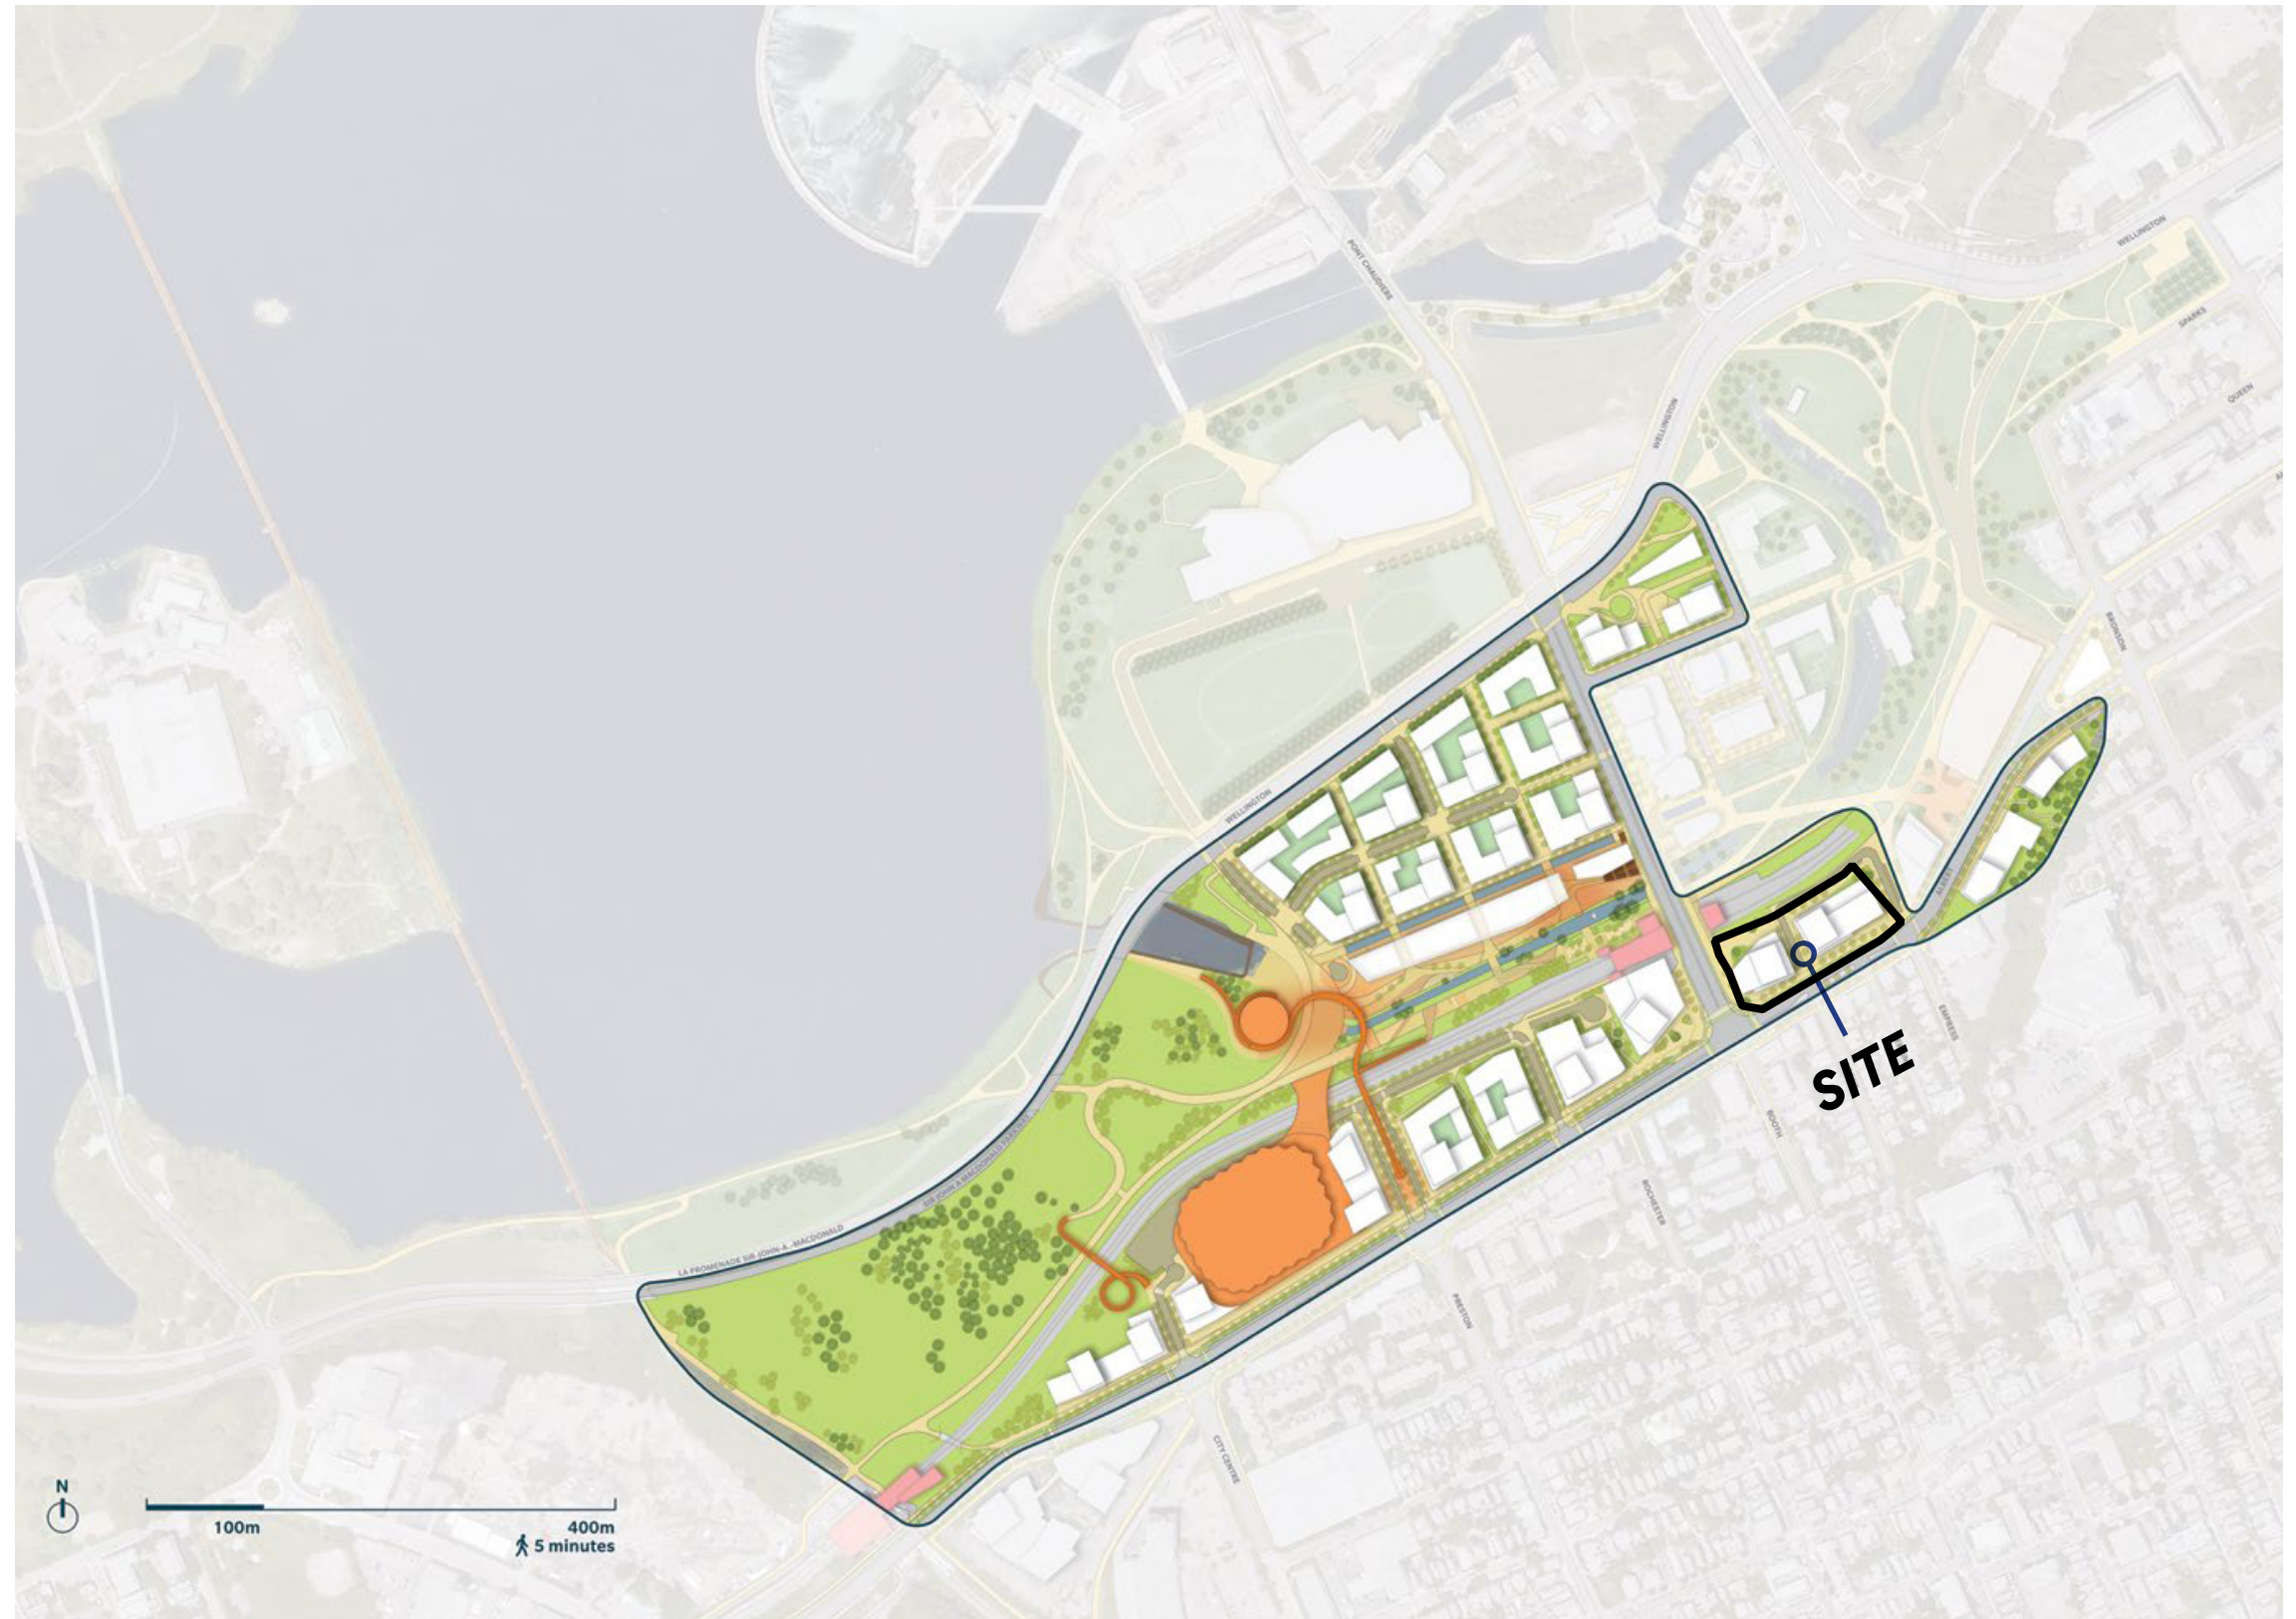 WELLINGTON
SPARKS
QUEEN
PONT CHAUDIERE
WELLINGTON
BRONSON
WELLINGTON
ALBERT
EMPRESS
SITE
BOOTH
ROCHESTER
SIR JOHN A MACDONALD PARKWAY
LA PROMENADE SIR-JOHN-A.-MACDONALD
PRESTON
CITY CENTRE
N
100m
400m
5 minutes